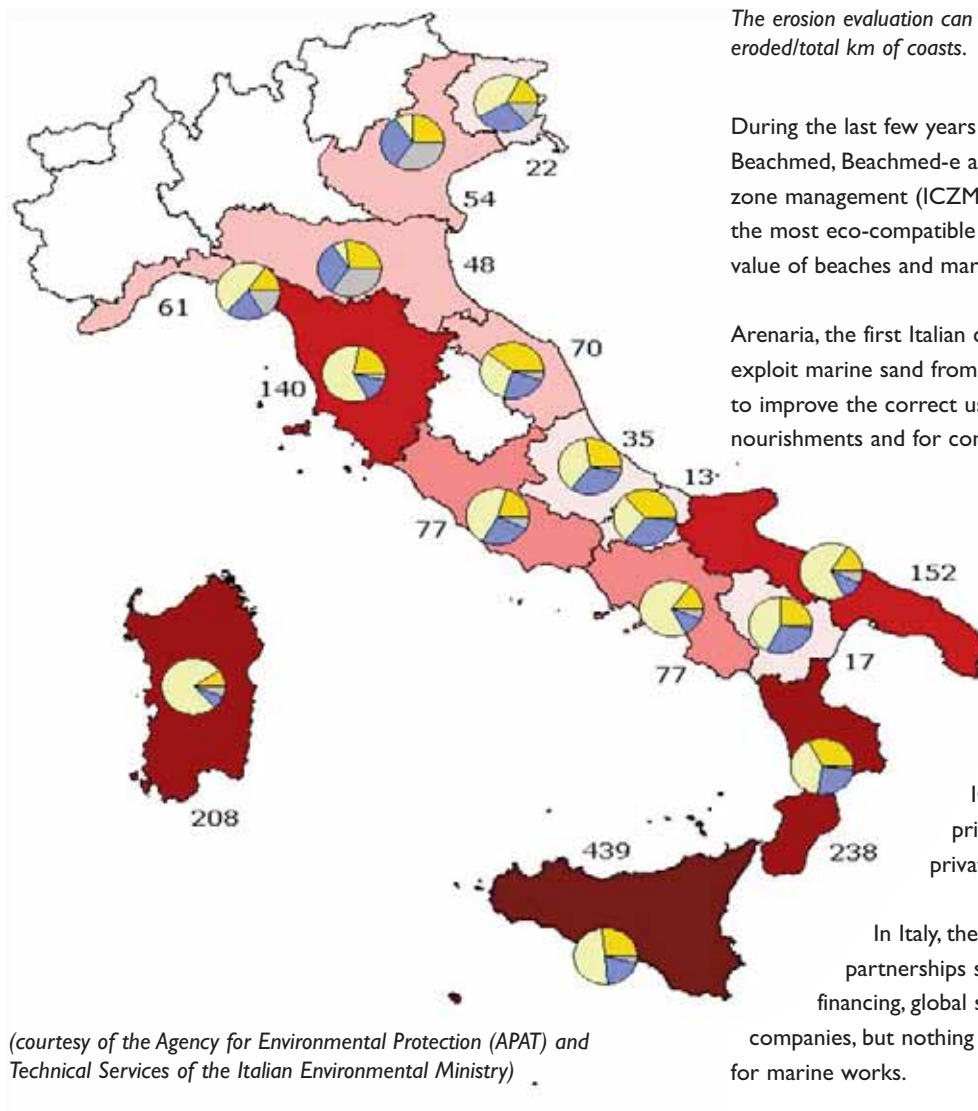 The erosion evaluation can
eroded/total km of coasts.
During the last few years
Beachmed, Beachmed-e a
zone management (ICZM
the most eco-compatible
value of beaches and mar
Arenaria, the first Italian c
exploit marine sand from
to improve the correct us
nourishments and for con
22
54
48
61
70
140
35
13
77
152
77
17
208
439
238
I
pri
privat
In Italy, the
partnerships s
financing, global s
companies, but nothing
for marine works.
(courtesy of the Agency for Environmental Protection (APAT) and
Technical Services of the Italian Environmental Ministry)